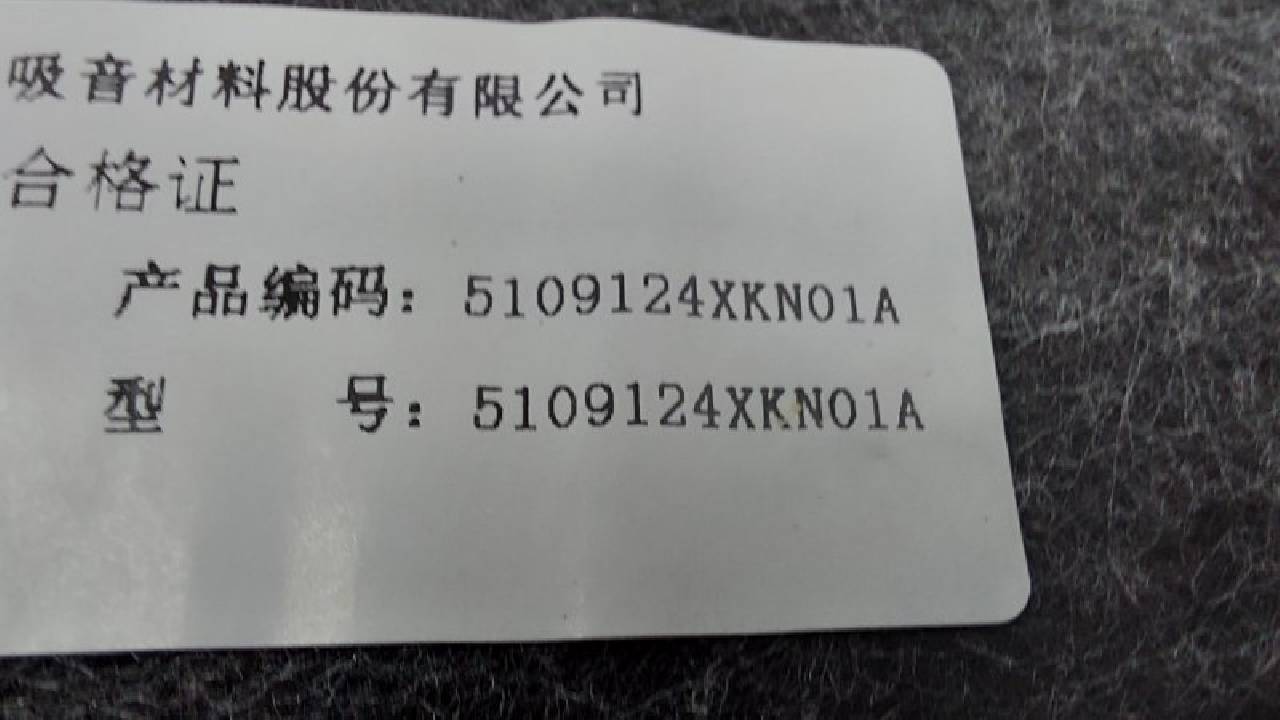 吸音材料股份有限公司
合格证
产品编码：5109124XKN01A
型 号：5109124XKN01A